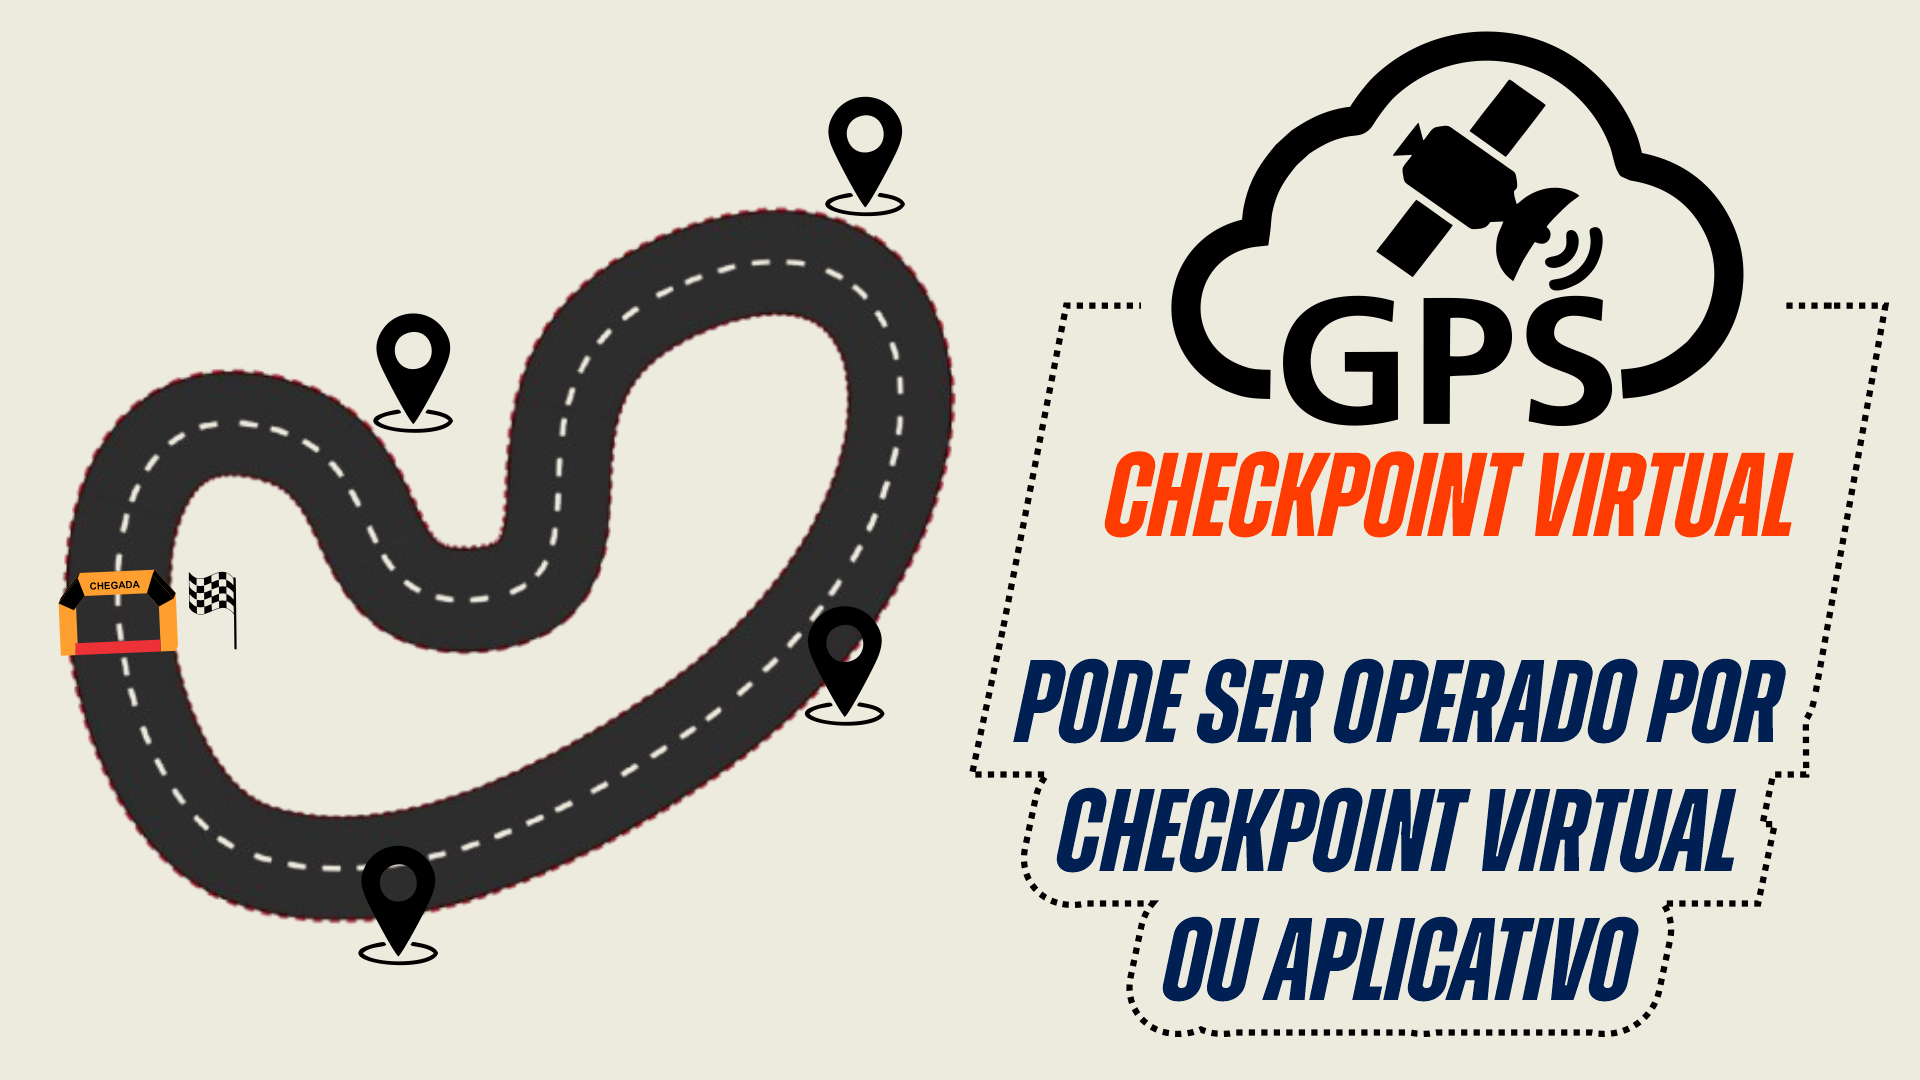 GPS
CHECKPOINT VIRTUAL
CHEGADA
PODE SER OPERADO POR
CHECKPOINT VIRTUAL
OU APLICATIVO